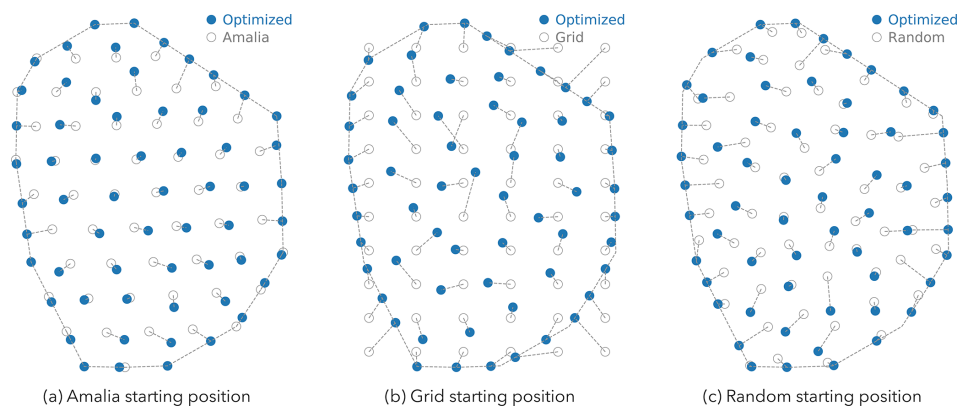 Optimized
Amalia
Optimized
Grid
Optimized
Random
(a) Amalia starting position
(b) Grid starting position
(c) Random starting position